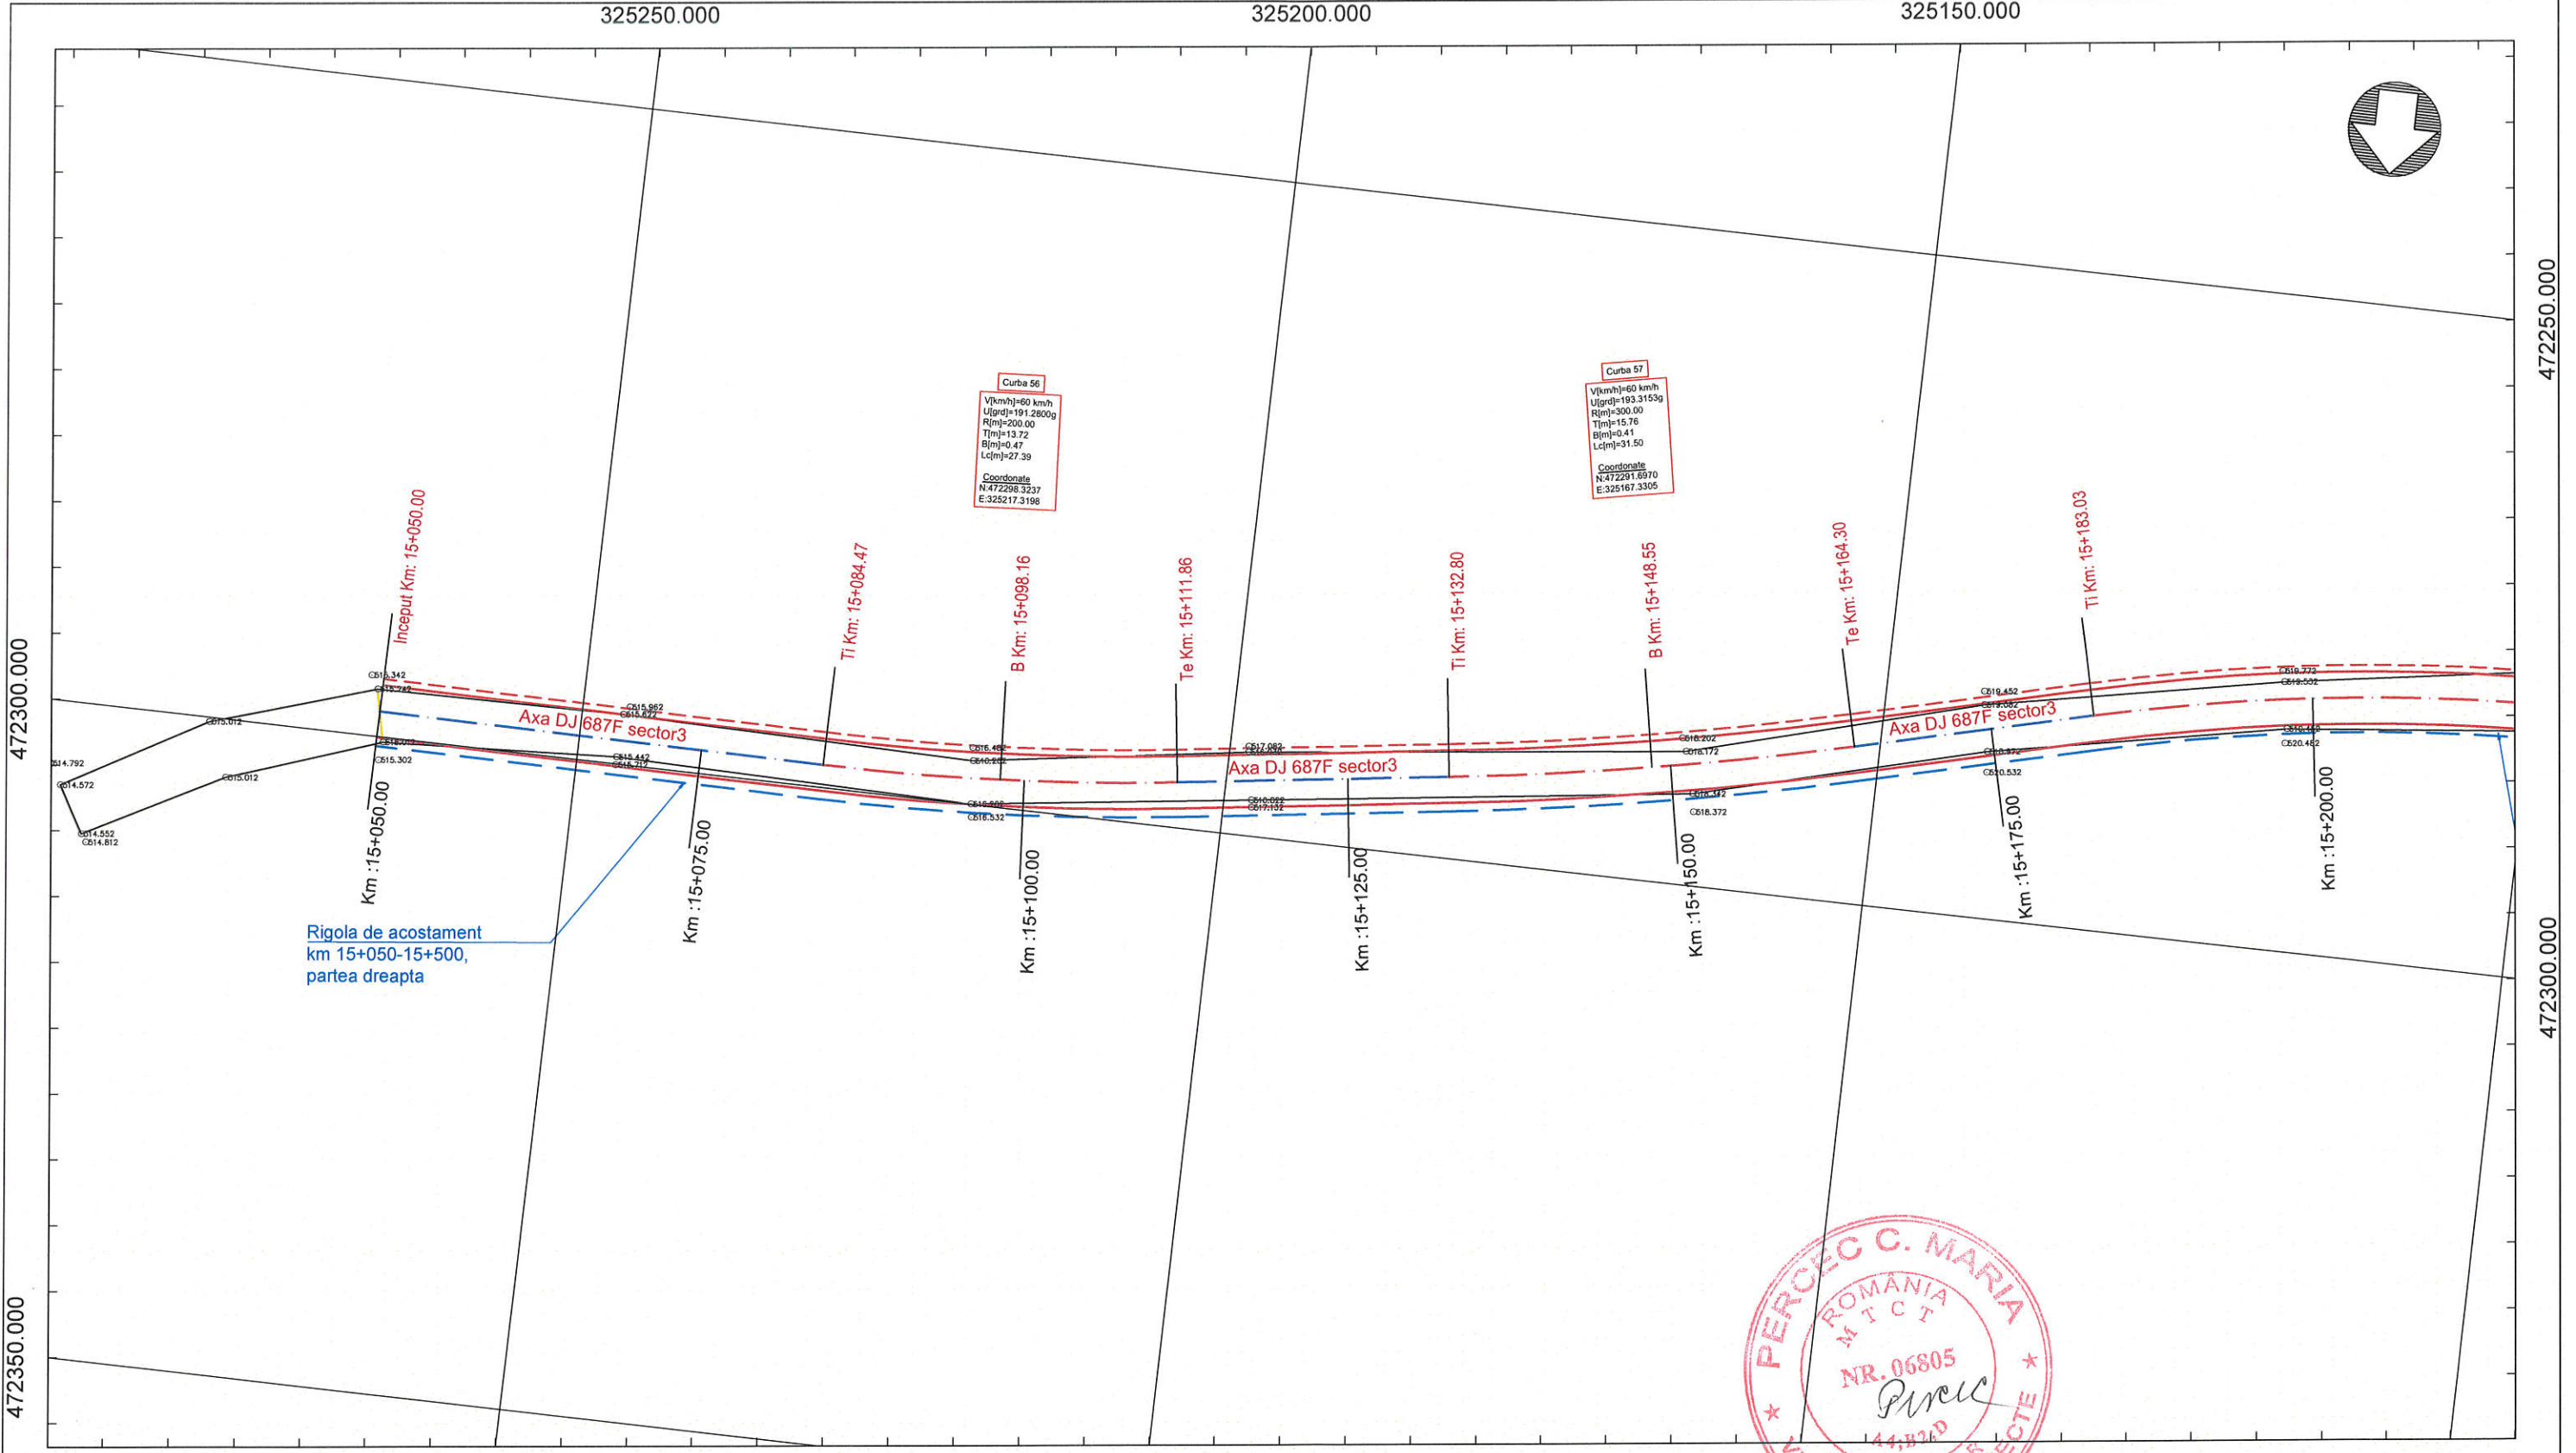 325250.000
325200.000
325150.000
472250.000
472300.000
472300.000
472350.000
Curba 56
V[km/h]=60 km/h
U[grd]=191.2800g
R[m]=200.00
T[m]=13.72
B[m]=0.47
Lc[m]=27.39
Coordonate
N:472298.3237
E:325217.3198
Curba 57
V[km/h]=60 km/h
U[grd]=193.3153g
R[m]=300.00
T[m]=15.76
B[m]=0.41
Lc[m]=31.50
Coordonate
N:472291.6970
E:325167.3305
Inceput Km: 15+050.00
Ti Km: 15+084.47
B Km: 15+098.16
Te Km: 15+111.86
Ti Km: 15+132.80
B Km: 15+148.55
Te Km: 15+164.30
Ti Km: 15+183.03
Axa DJ 687F sector3
Axa DJ 687F sector3
Axa DJ 687F sector3
Km :15+050.00
Km :15+075.00
Km :15+100.00
Km :15+125.00
Km :15+150.00
Km :15+175.00
Km :15+200.00
Rigola de acostament
km 15+050-15+500,
partea dreapta
PERCEC C. MARIA
ROMÂNIA
M T C T
NR. 06805